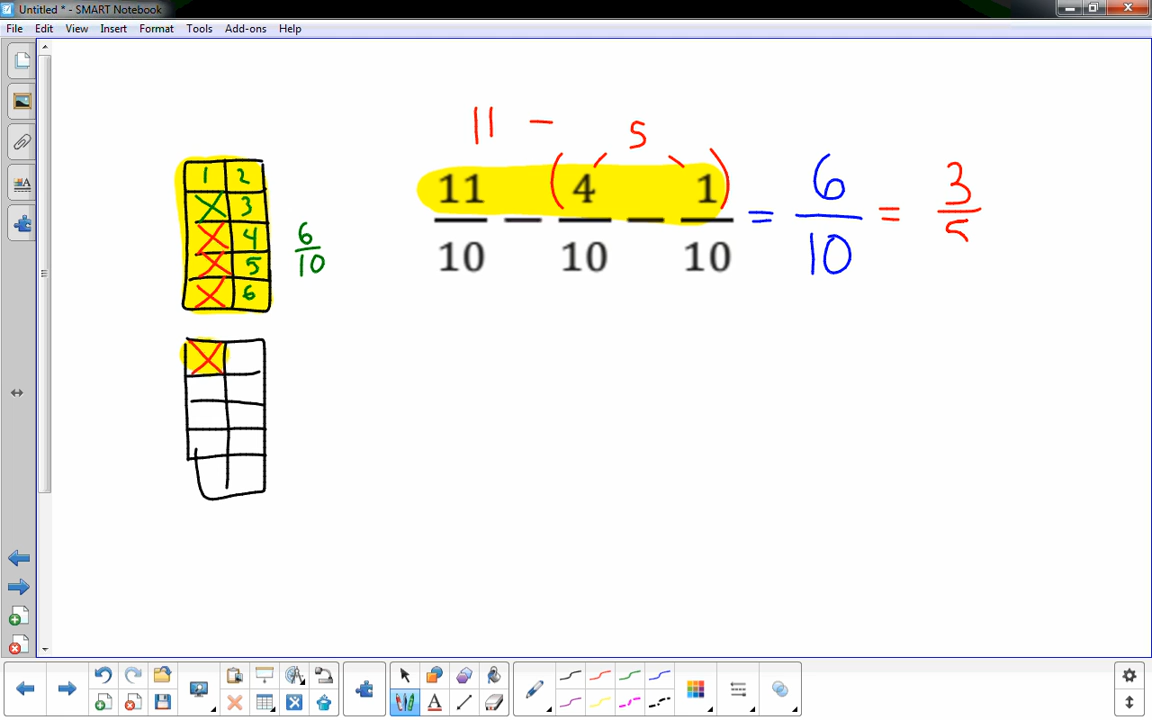 Untitled * - SMART Notebook
File Edit View Insert Format Tools Add-ons Help
11 - 5
11/10 - (4/10 - 1/10) = 6/10 = 3/5
1 2
X 3
X 4
X 5
X 6
6/10
X